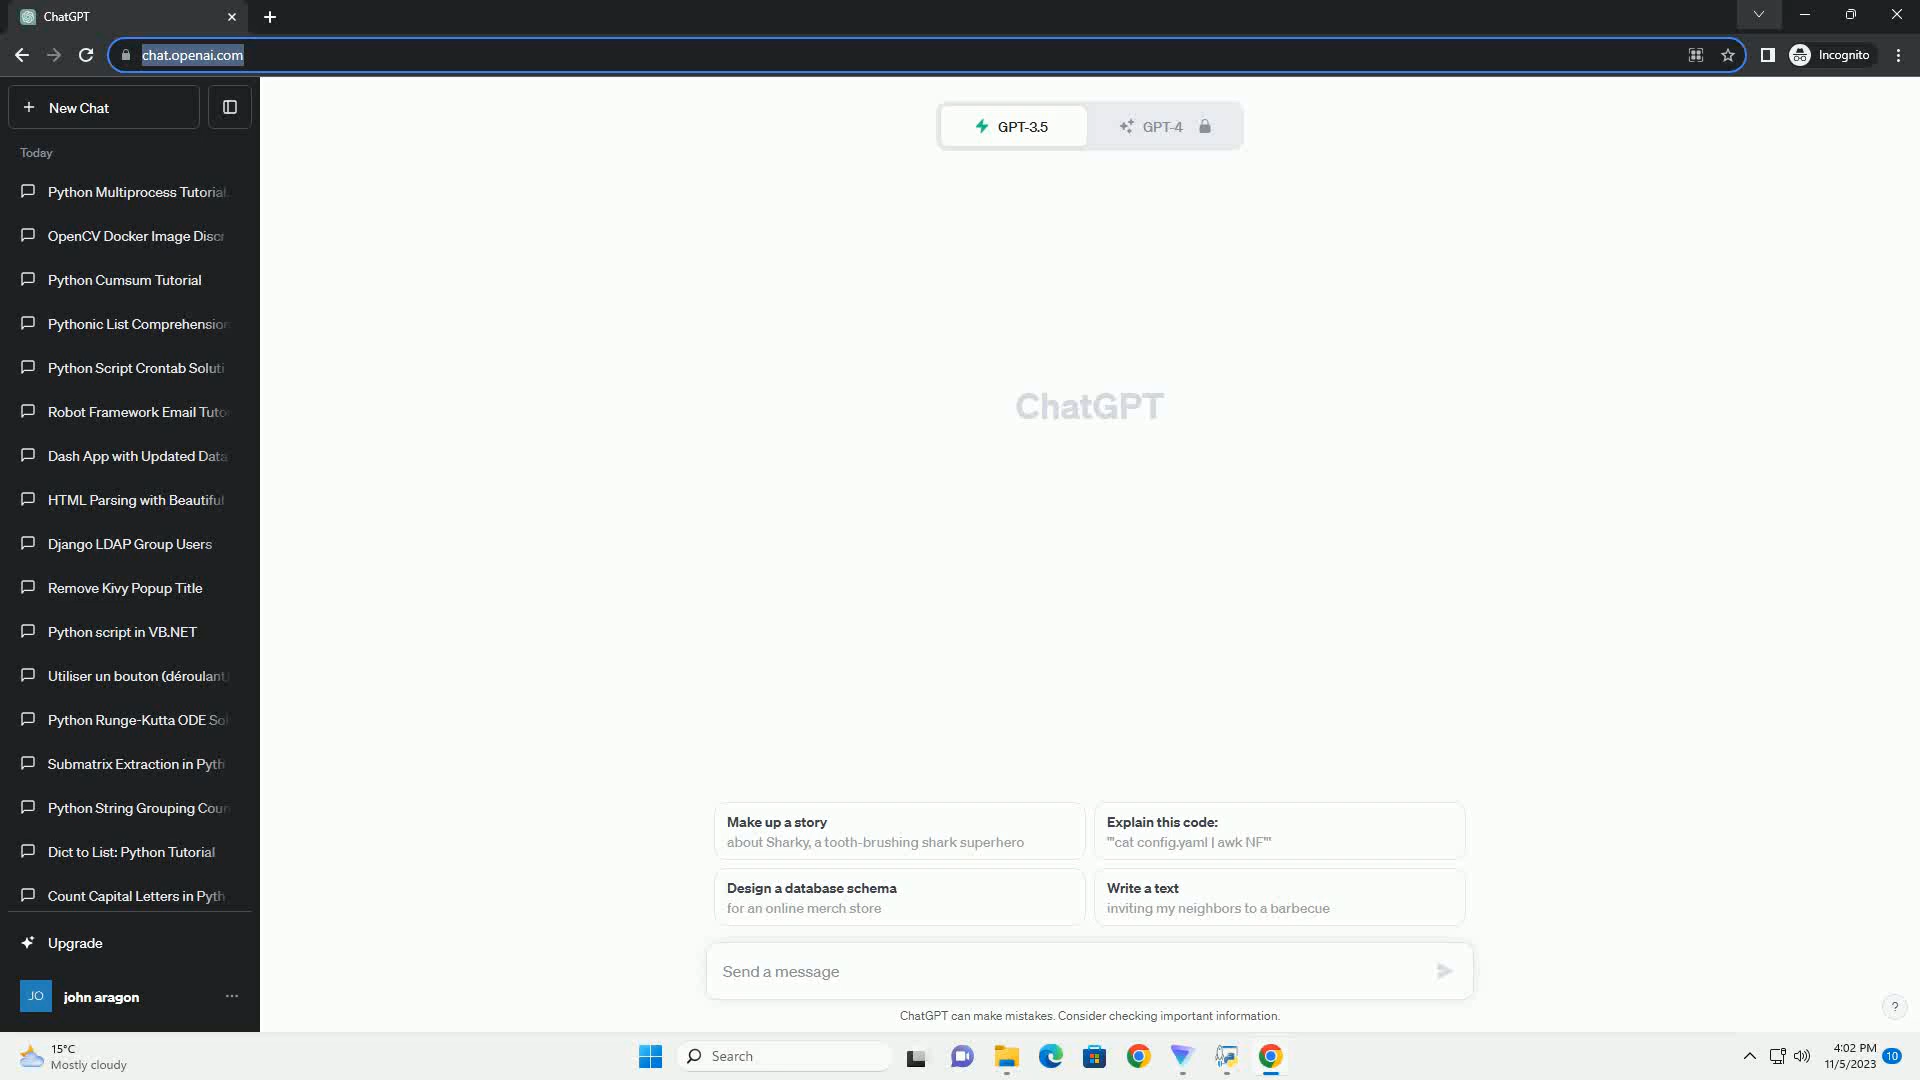 ChatGPT
chat.openai.com
Incognito
New Chat
Today
Python Multiprocess Tutorial
OpenCV Docker Image Disc
Python Cumsum Tutorial
Pythonic List Comprehension
Python Script Crontab Soluti
Robot Framework Email Tuto
Dash App with Updated Data
HTML Parsing with Beautiful
Django LDAP Group Users
Remove Kivy Popup Title
Python script in VB.NET
Utiliser un bouton (déroulant
Python Runge-Kutta ODE So
Submatrix Extraction in Pyth
Python String Grouping Cou
Dict to List: Python Tutorial
Count Capital Letters in Pyth
Upgrade
JO
john aragon
GPT-3.5
GPT-4
ChatGPT
Make up a story
about Sharky, a tooth-brushing shark superhero
Explain this code:
"'cat config.yaml | awk NF'"
Design a database schema
for an online merch store
Write a text
inviting my neighbors to a barbecue
Send a message
ChatGPT can make mistakes. Consider checking important information.
?
15°C
Mostly cloudy
Search
4:02 PM
11/5/2023
10